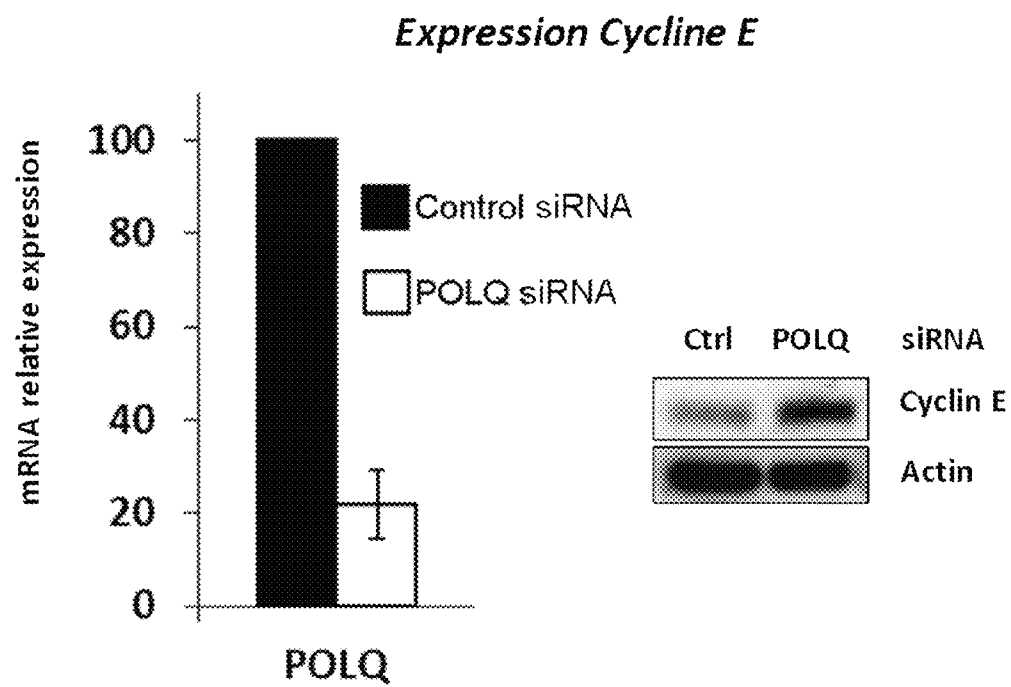 Expression Cycline E
mRNA relative expression
100
80
60
40
20
0
Control siRNA
POLQ siRNA
POLQ
Ctrl POLQ siRNA
Cyclin E
Actin